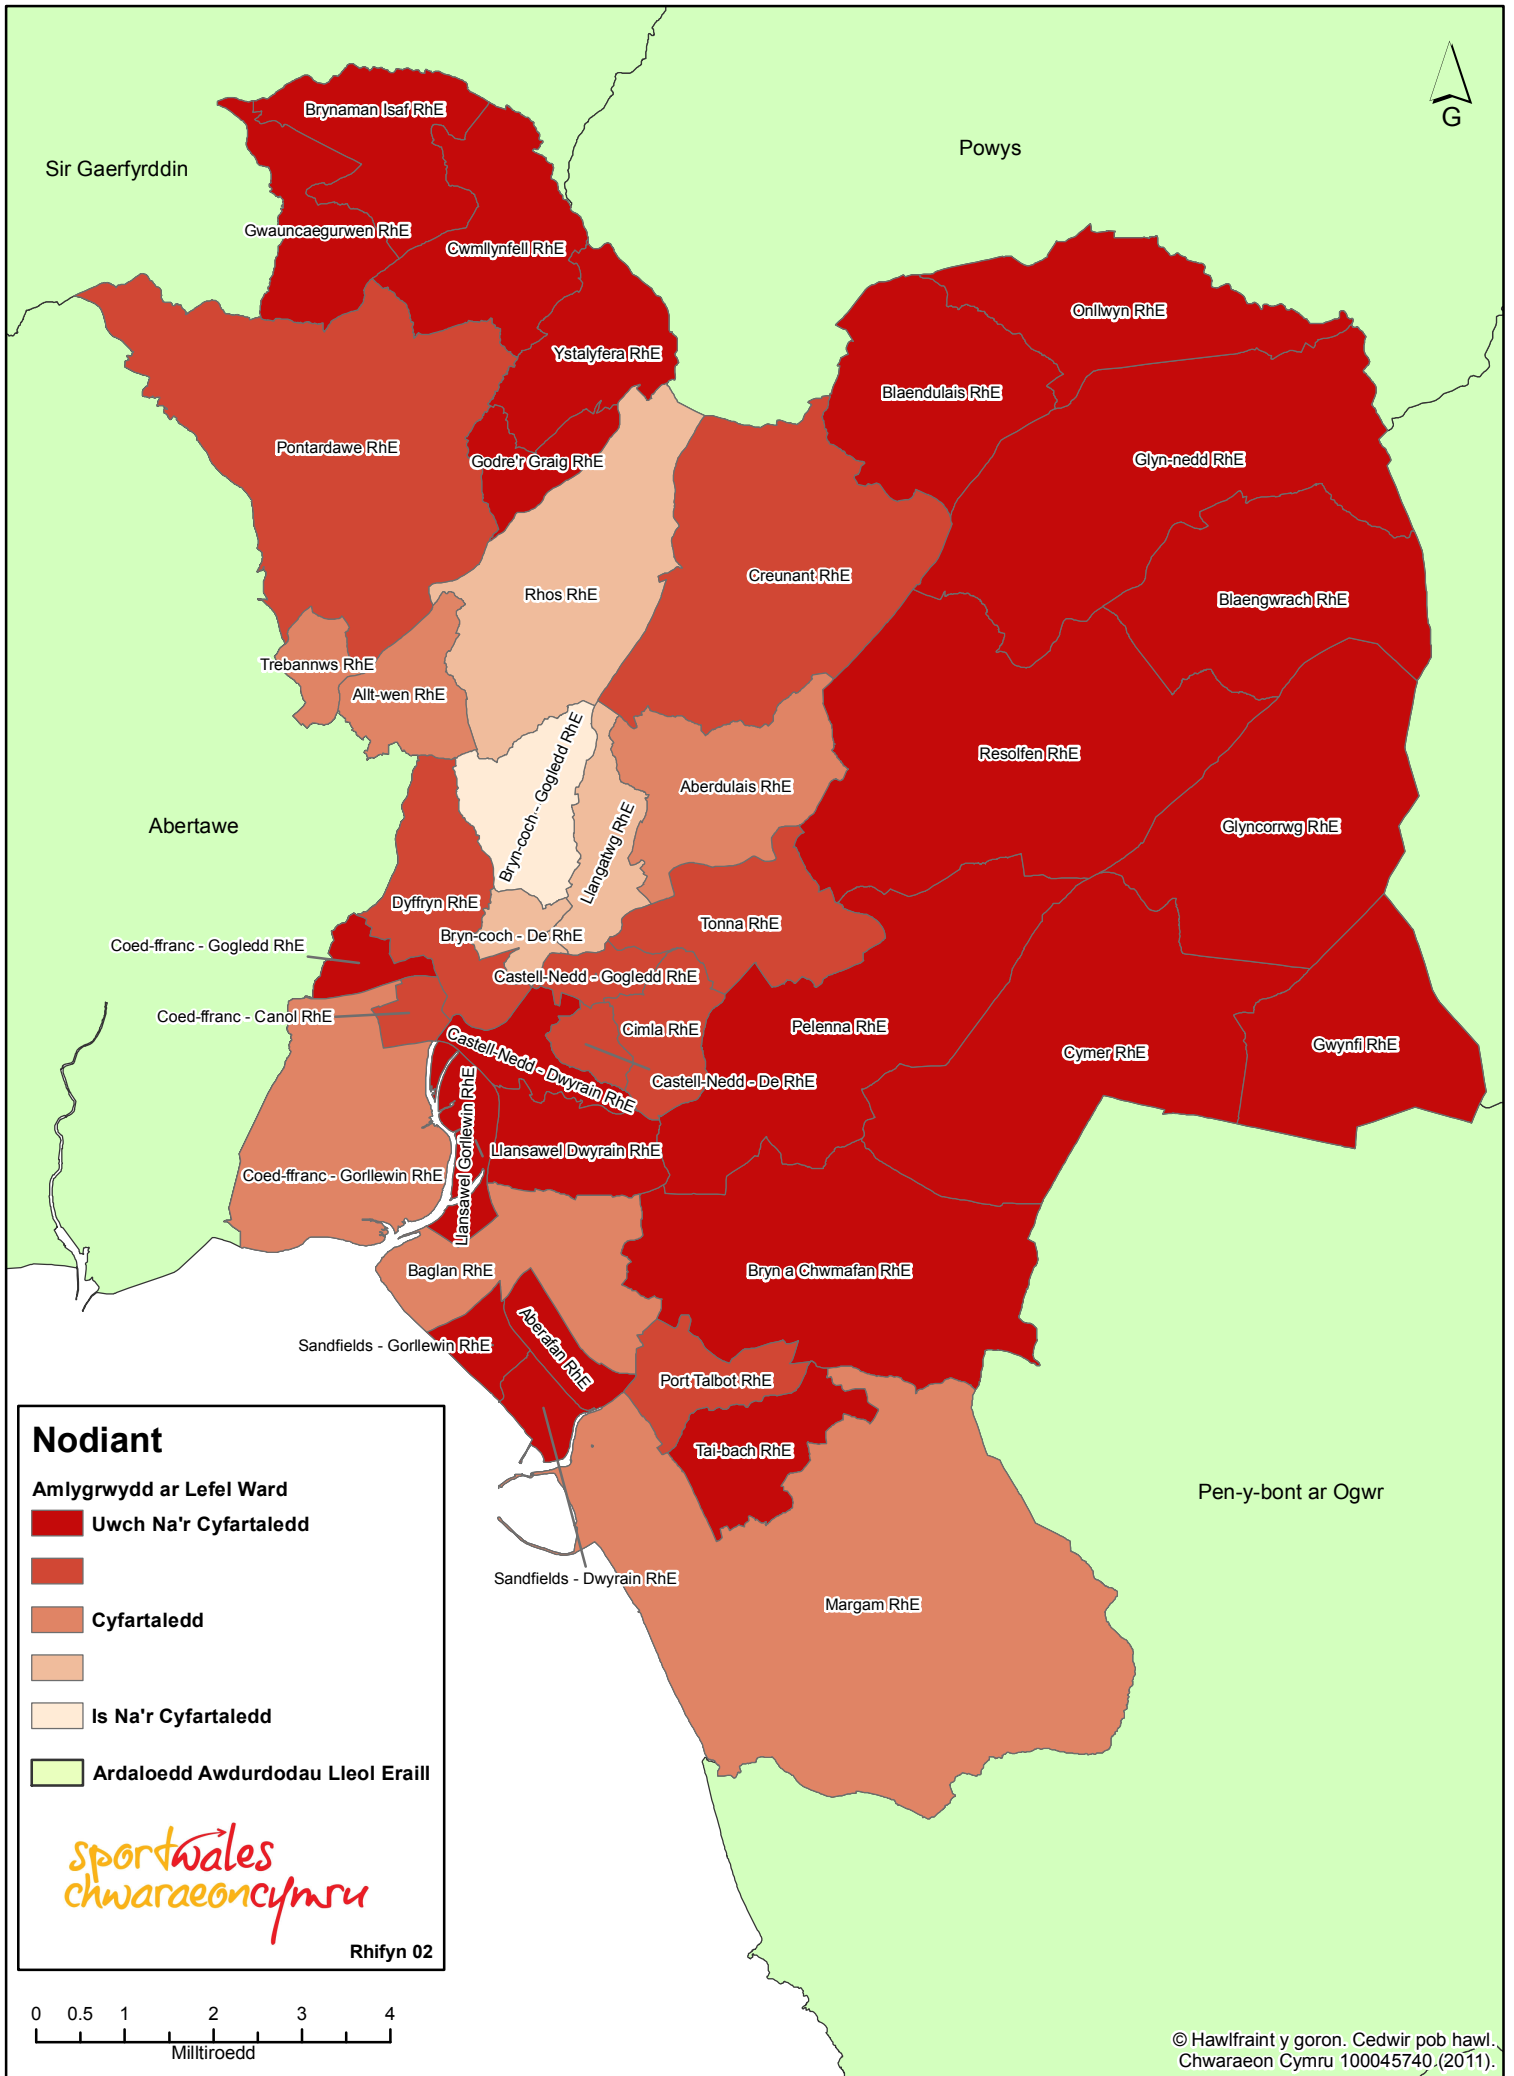 G
Sir Gaerfyrddin
Powys
Brynaman Isaf RhE
Gwauncaegurwen RhE
Cwmllynfell RhE
Ystalyfera RhE
Onllwyn RhE
Blaendulais RhE
Pontardawe RhE
Godre'r Graig RhE
Glyn-nedd RhE
Creunant RhE
Rhos RhE
Blaengwrach RhE
Trebannws RhE
Allt-wen RhE
Bryn-coch - Gogledd RhE
Resolfen RhE
Aberdulais RhE
Abertawe
Llangatwg RhE
Glyncorrwg RhE
Dyffryn RhE
Tonna RhE
Bryn-coch - De RhE
Coed-ffranc - Gogledd RhE
Castell-Nedd - Gogledd RhE
Coed-ffranc - Canol RhE
Cimla RhE
Pelenna RhE
Cymer RhE
Gwynfi RhE
Castell-Nedd - Dwyrain RhE
Castell-Nedd - De RhE
Llansawel Gorllewin RhE
Llansawel Dwyrain RhE
Coed-ffranc - Gorllewin RhE
Baglan RhE
Bryn a Chwmafan RhE
Sandfields - Gorllewin RhE
Aberafan RhE
Port Talbot RhE
Tai-bach RhE
Pen-y-bont ar Ogwr
Sandfields - Dwyrain RhE
Margam RhE
Nodiant
Amlygrwydd ar Lefel Ward
Uwch Na'r Cyfartaledd
Cyfartaledd
Is Na'r Cyfartaledd
Ardaloedd Awdurdodau Lleol Eraill
sportwales
chwaraeoncymru
Rhifyn 02
0 0.5 1 2 3 4
Milltiroedd
© Hawlfraint y goron. Cedwir pob hawl.
Chwaraeon Cymru 100045740 (2011).